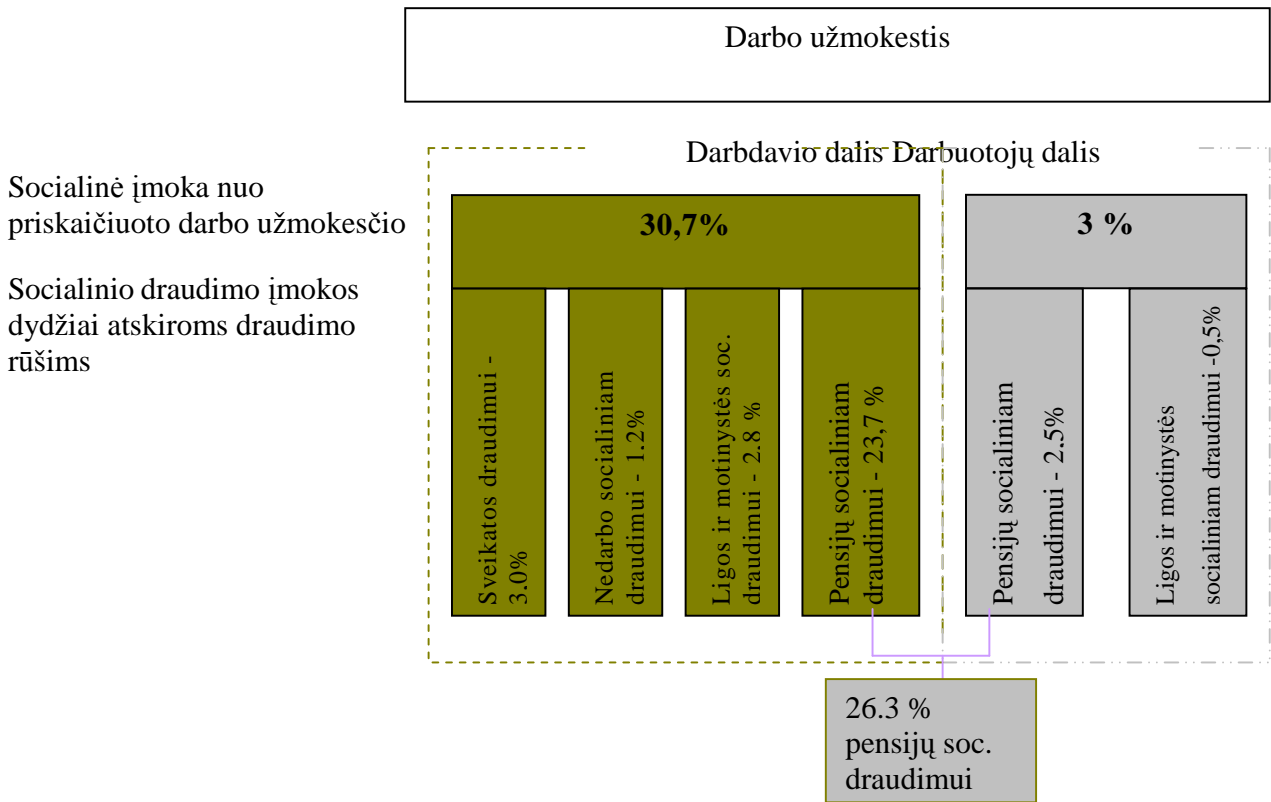 Darbo užmokestis
Darbdavio dalis Darbuotojų dalis
Socialinė įmoka nuo
priskaičiuoto darbo užmokesčio
30,7%
3 %
Socialinio draudimo įmokos
dydžiai atskiroms draudimo
rūšims
Sveikatos draudimui -
3.0%
Nedarbo socialiniam
draudimui - 1.2%
Ligos ir motinystės soc.
draudimui - 2.8 %
Pensijų socialiniam
draudimui - 23,7 %
Pensijų socialiniam
draudimui - 2.5%
Ligos ir motinystės
socialiniam draudimui -0,5%
26.3 %
pensijų soc.
draudimui